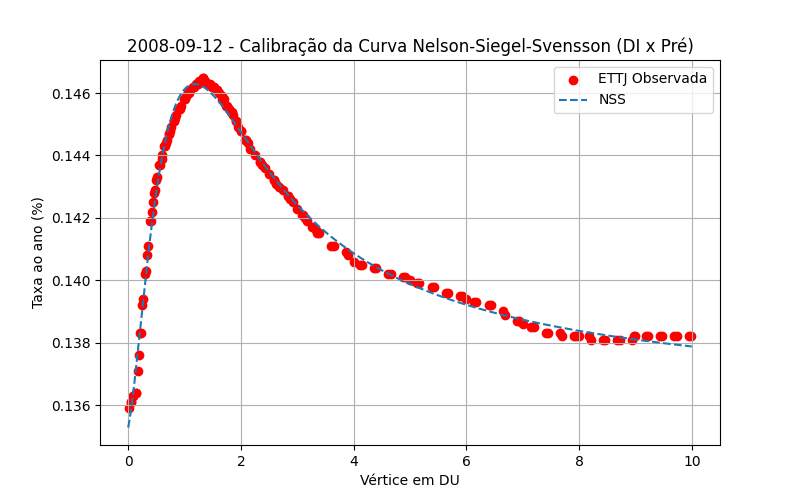 2008-09-12 - Calibração da Curva Nelson-Siegel-Svensson (DI x Pré)
ETTJ Observada
NSS
Taxa ao ano (%)
0.146
0.144
0.142
0.140
0.138
0.136
0 2 4 6 8 10
Vértice em DU